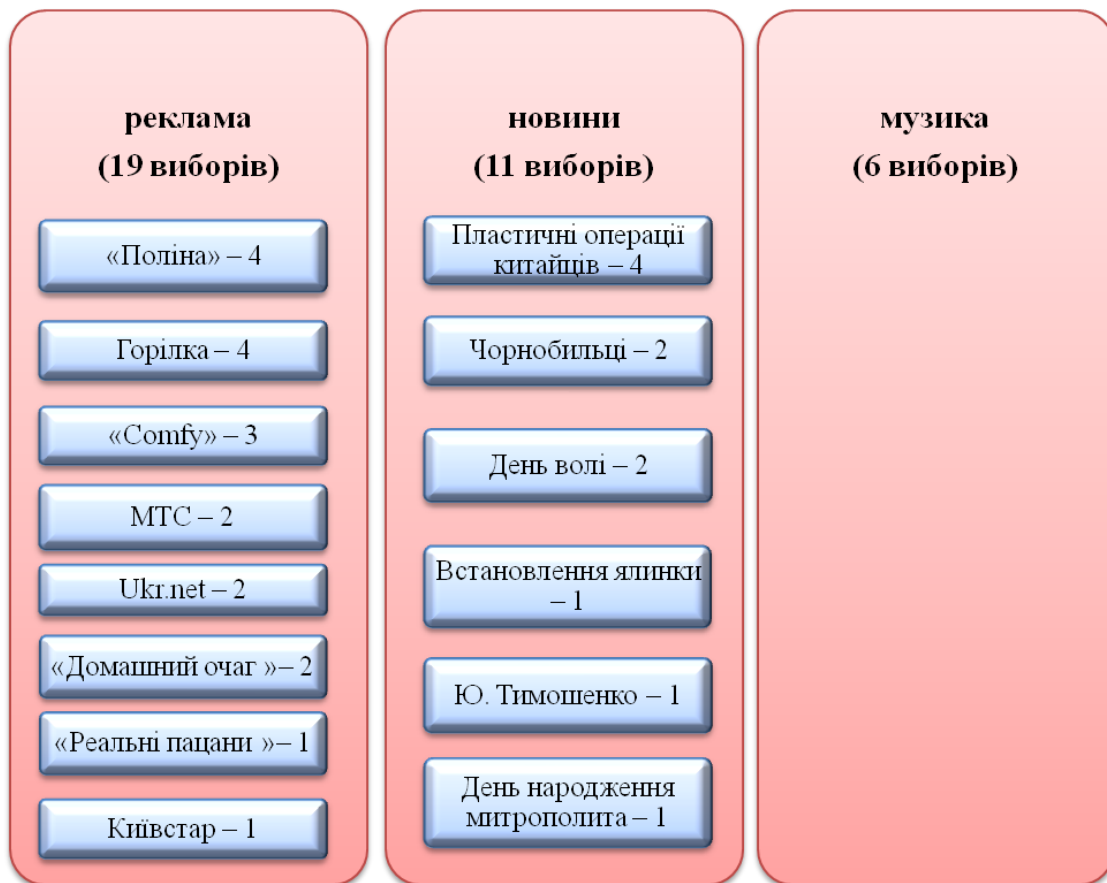 реклама
(19 виборів)
«Поліна» – 4
Горілка – 4
«Comfy» – 3
МТС – 2
Ukr.net – 2
«Домашний очаг »– 2
«Реальні пацани »– 1
Київстар – 1
новини
(11 виборів)
Пластичні операції
китайців – 4
Чорнобильці – 2
День волі – 2
Встановлення ялинки
– 1
Ю. Тимошенко – 1
День народження
митрополита – 1
музика
(6 виборів)